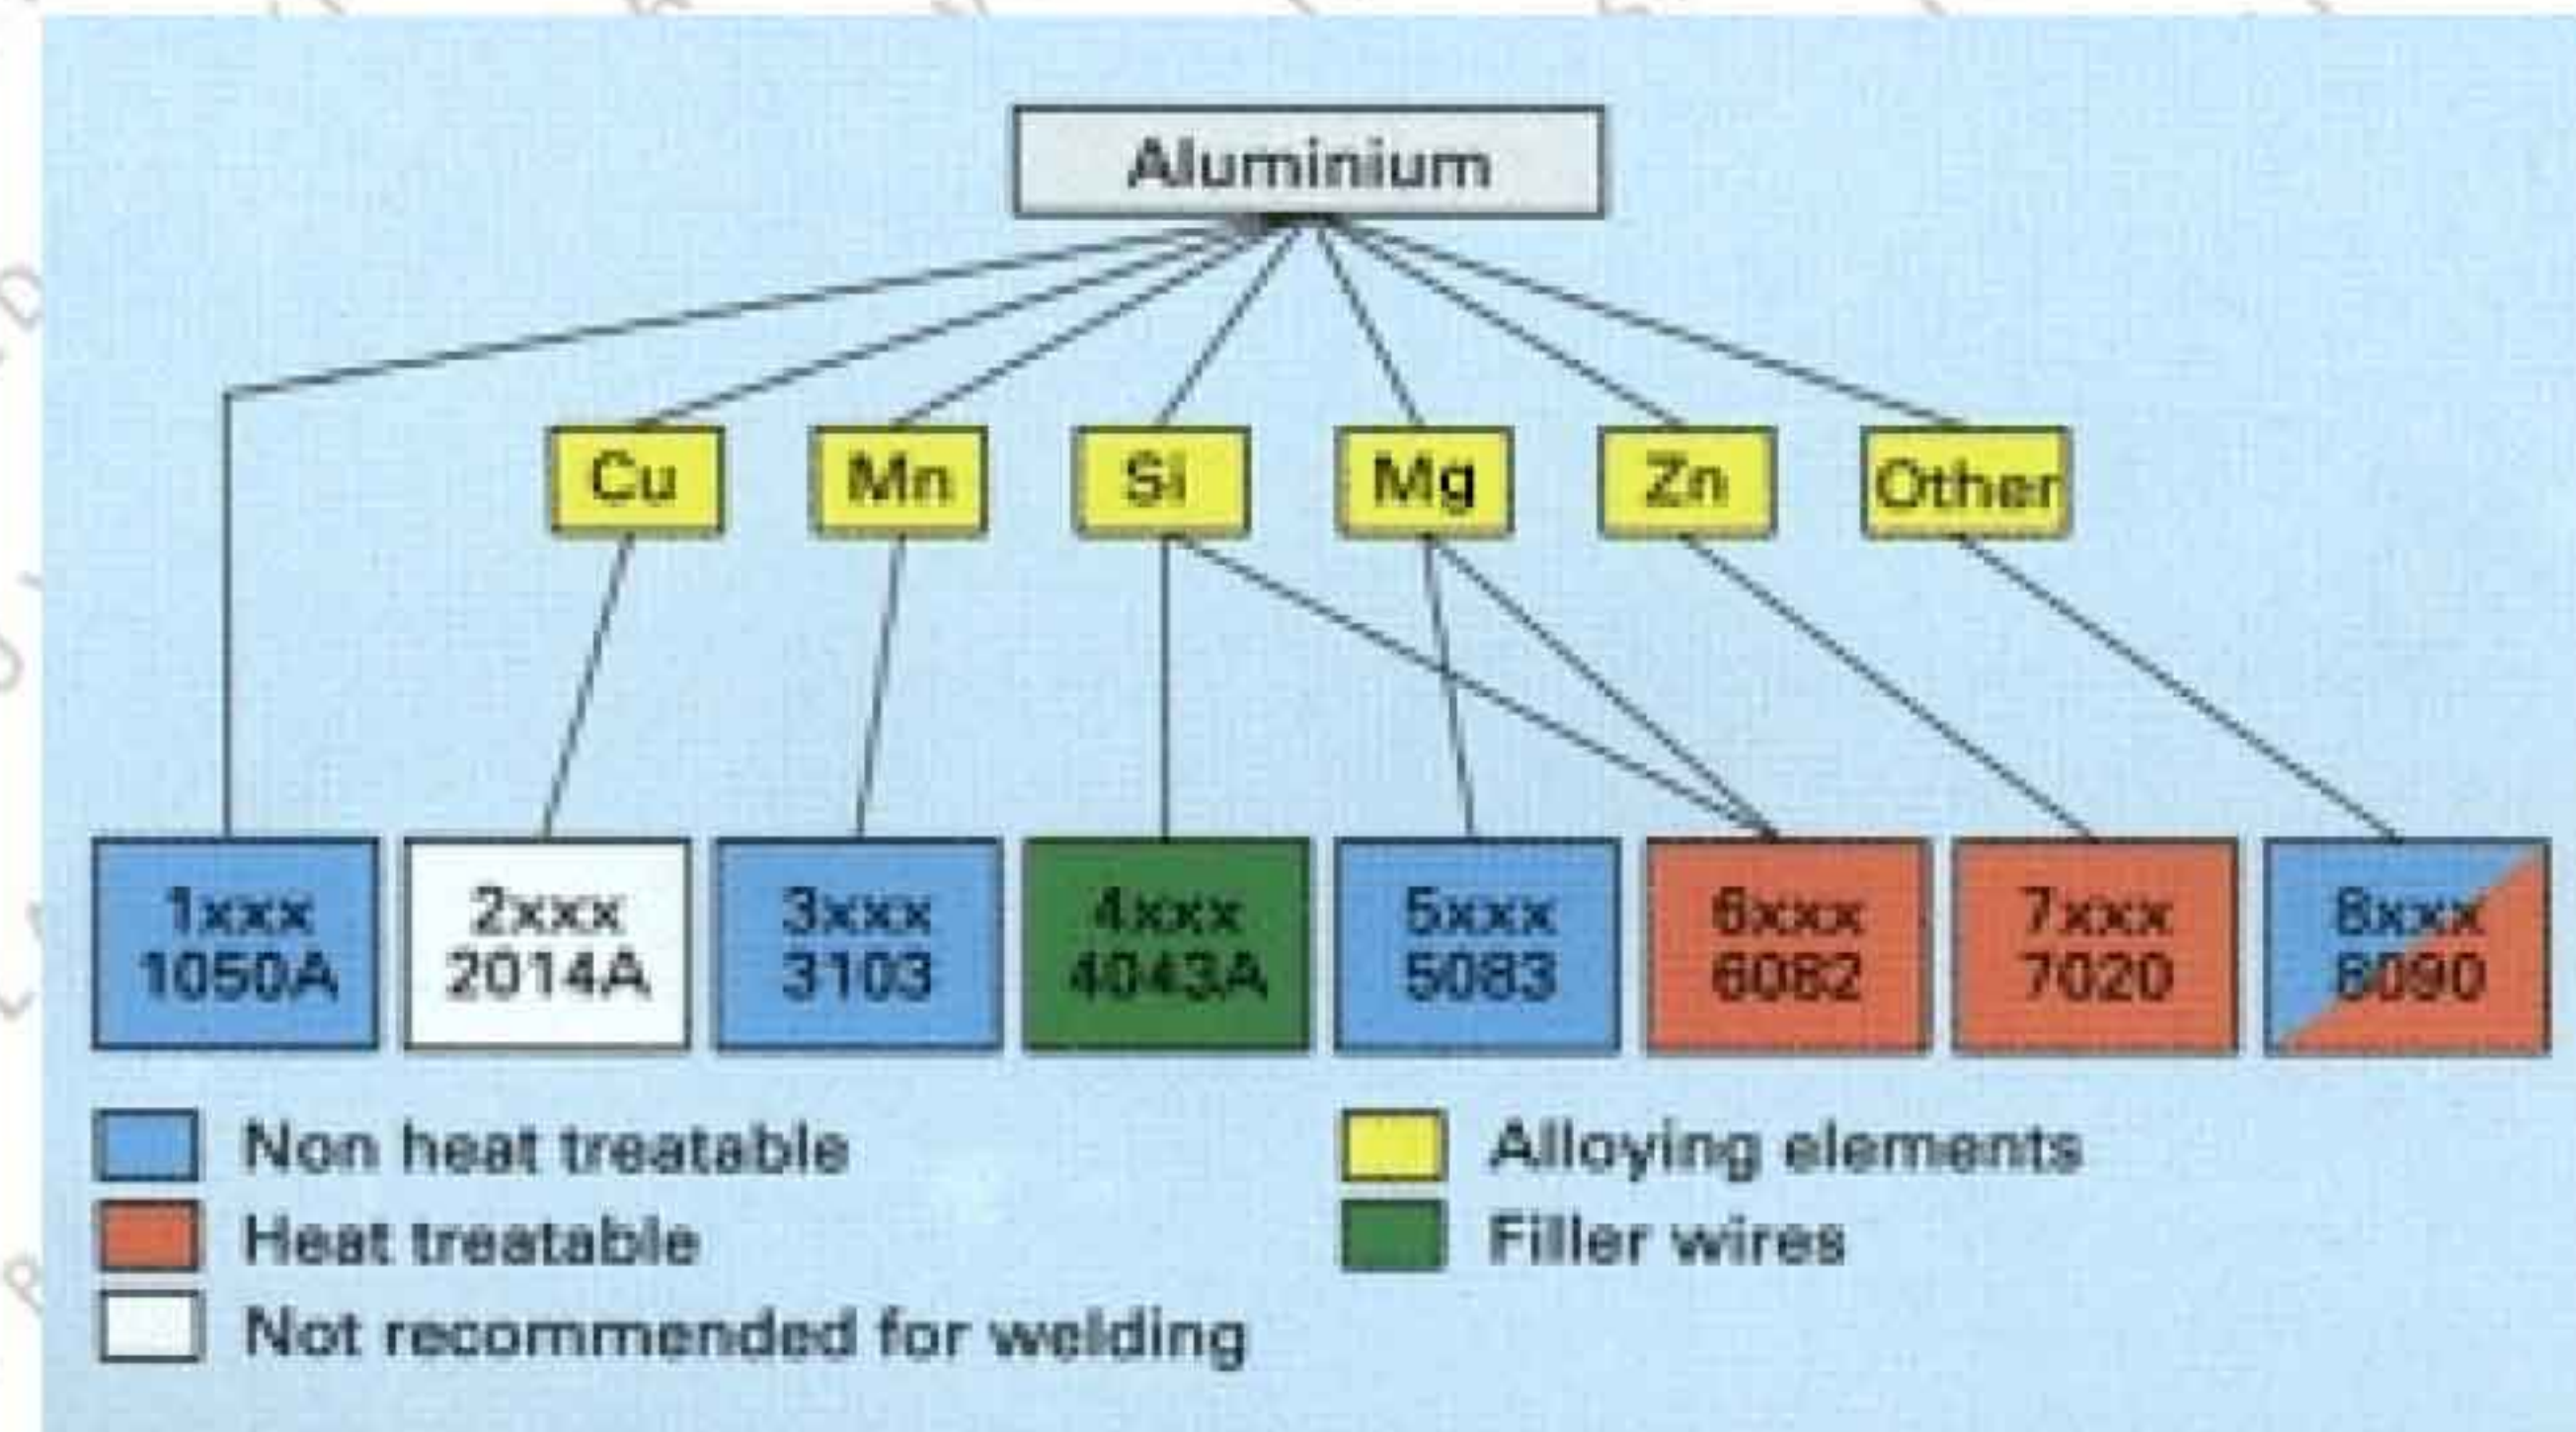 Aluminium
Cu
Mn
Si
Mg
Zn
Other
1xxx
1050A
2xxx
2014A
3xxx
3103
4xxx
4043A
5xxx
5083
6xxx
6082
7xxx
7020
8xxx
8090
Non heat treatable
Heat treatable
Not recommended for welding
Alloying elements
Filler wires